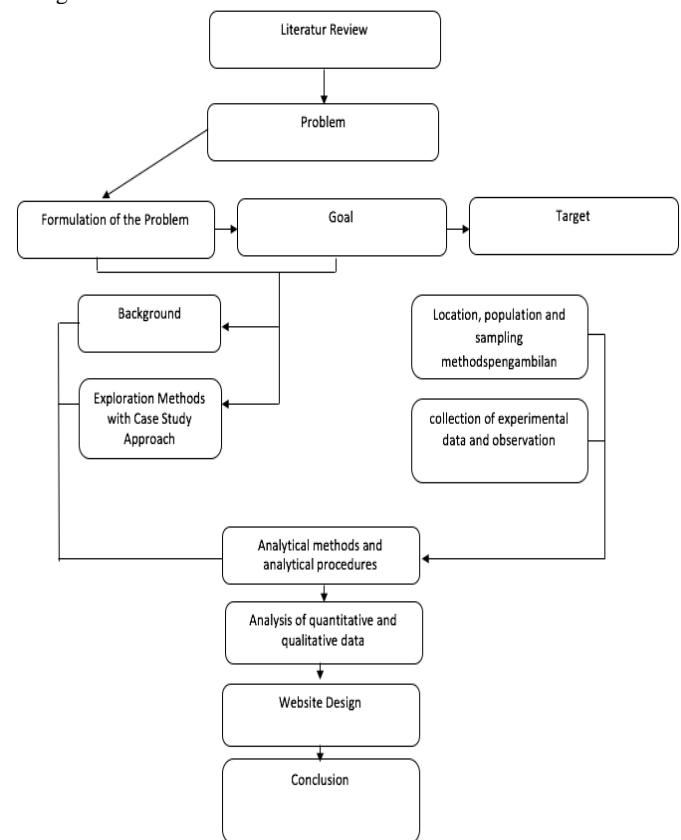 Literatur Review
Problem
Formulation of the Problem
Goal
Target
Background
Location, population and
sampling
methodspengambilan
Exploration Methods
with Case Study
Approach
collection of experimental
data and observation
Analytical methods and
analytical procedures
Analysis of quantitative and
qualitative data
Website Design
Conclusion